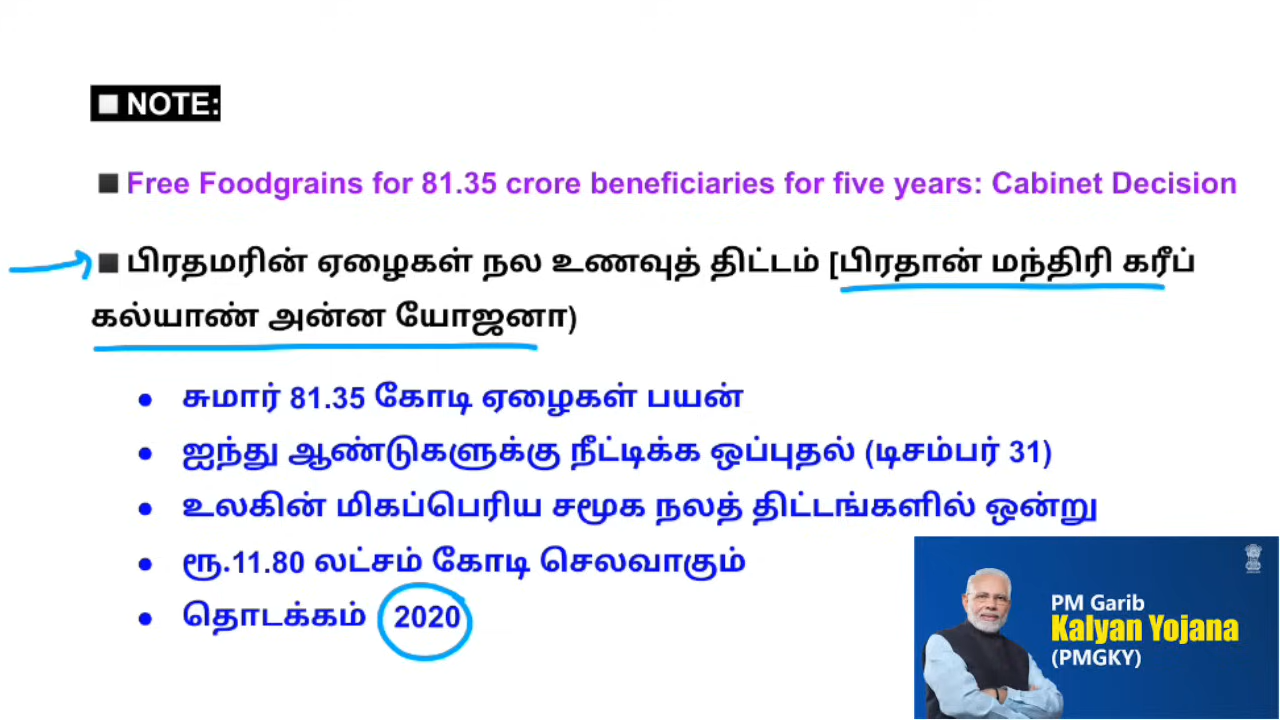 NOTE:
Free Foodgrains for 81.35 crore beneficiaries for five years: Cabinet Decision
பிரதமரின் ஏழைகள் நல உணவுத் திட்டம் [பிரதான் மந்திரி கரீப்
கல்யாண் அன்ன யோஜனா)
• சுமார் 81.35 கோடி ஏழைகள் பயன்
• ஐந்து ஆண்டுகளுக்கு நீட்டிக்க ஒப்புதல் (டிசம்பர் 31)
• உலகின் மிகப்பெரிய சமூக நலத் திட்டங்களில் ஒன்று
• ரூ.11.80 லட்சம் கோடி செலவாகும்
• தொடக்கம் 2020
PM Garib
Kalyan Yojana
(PMGKY)